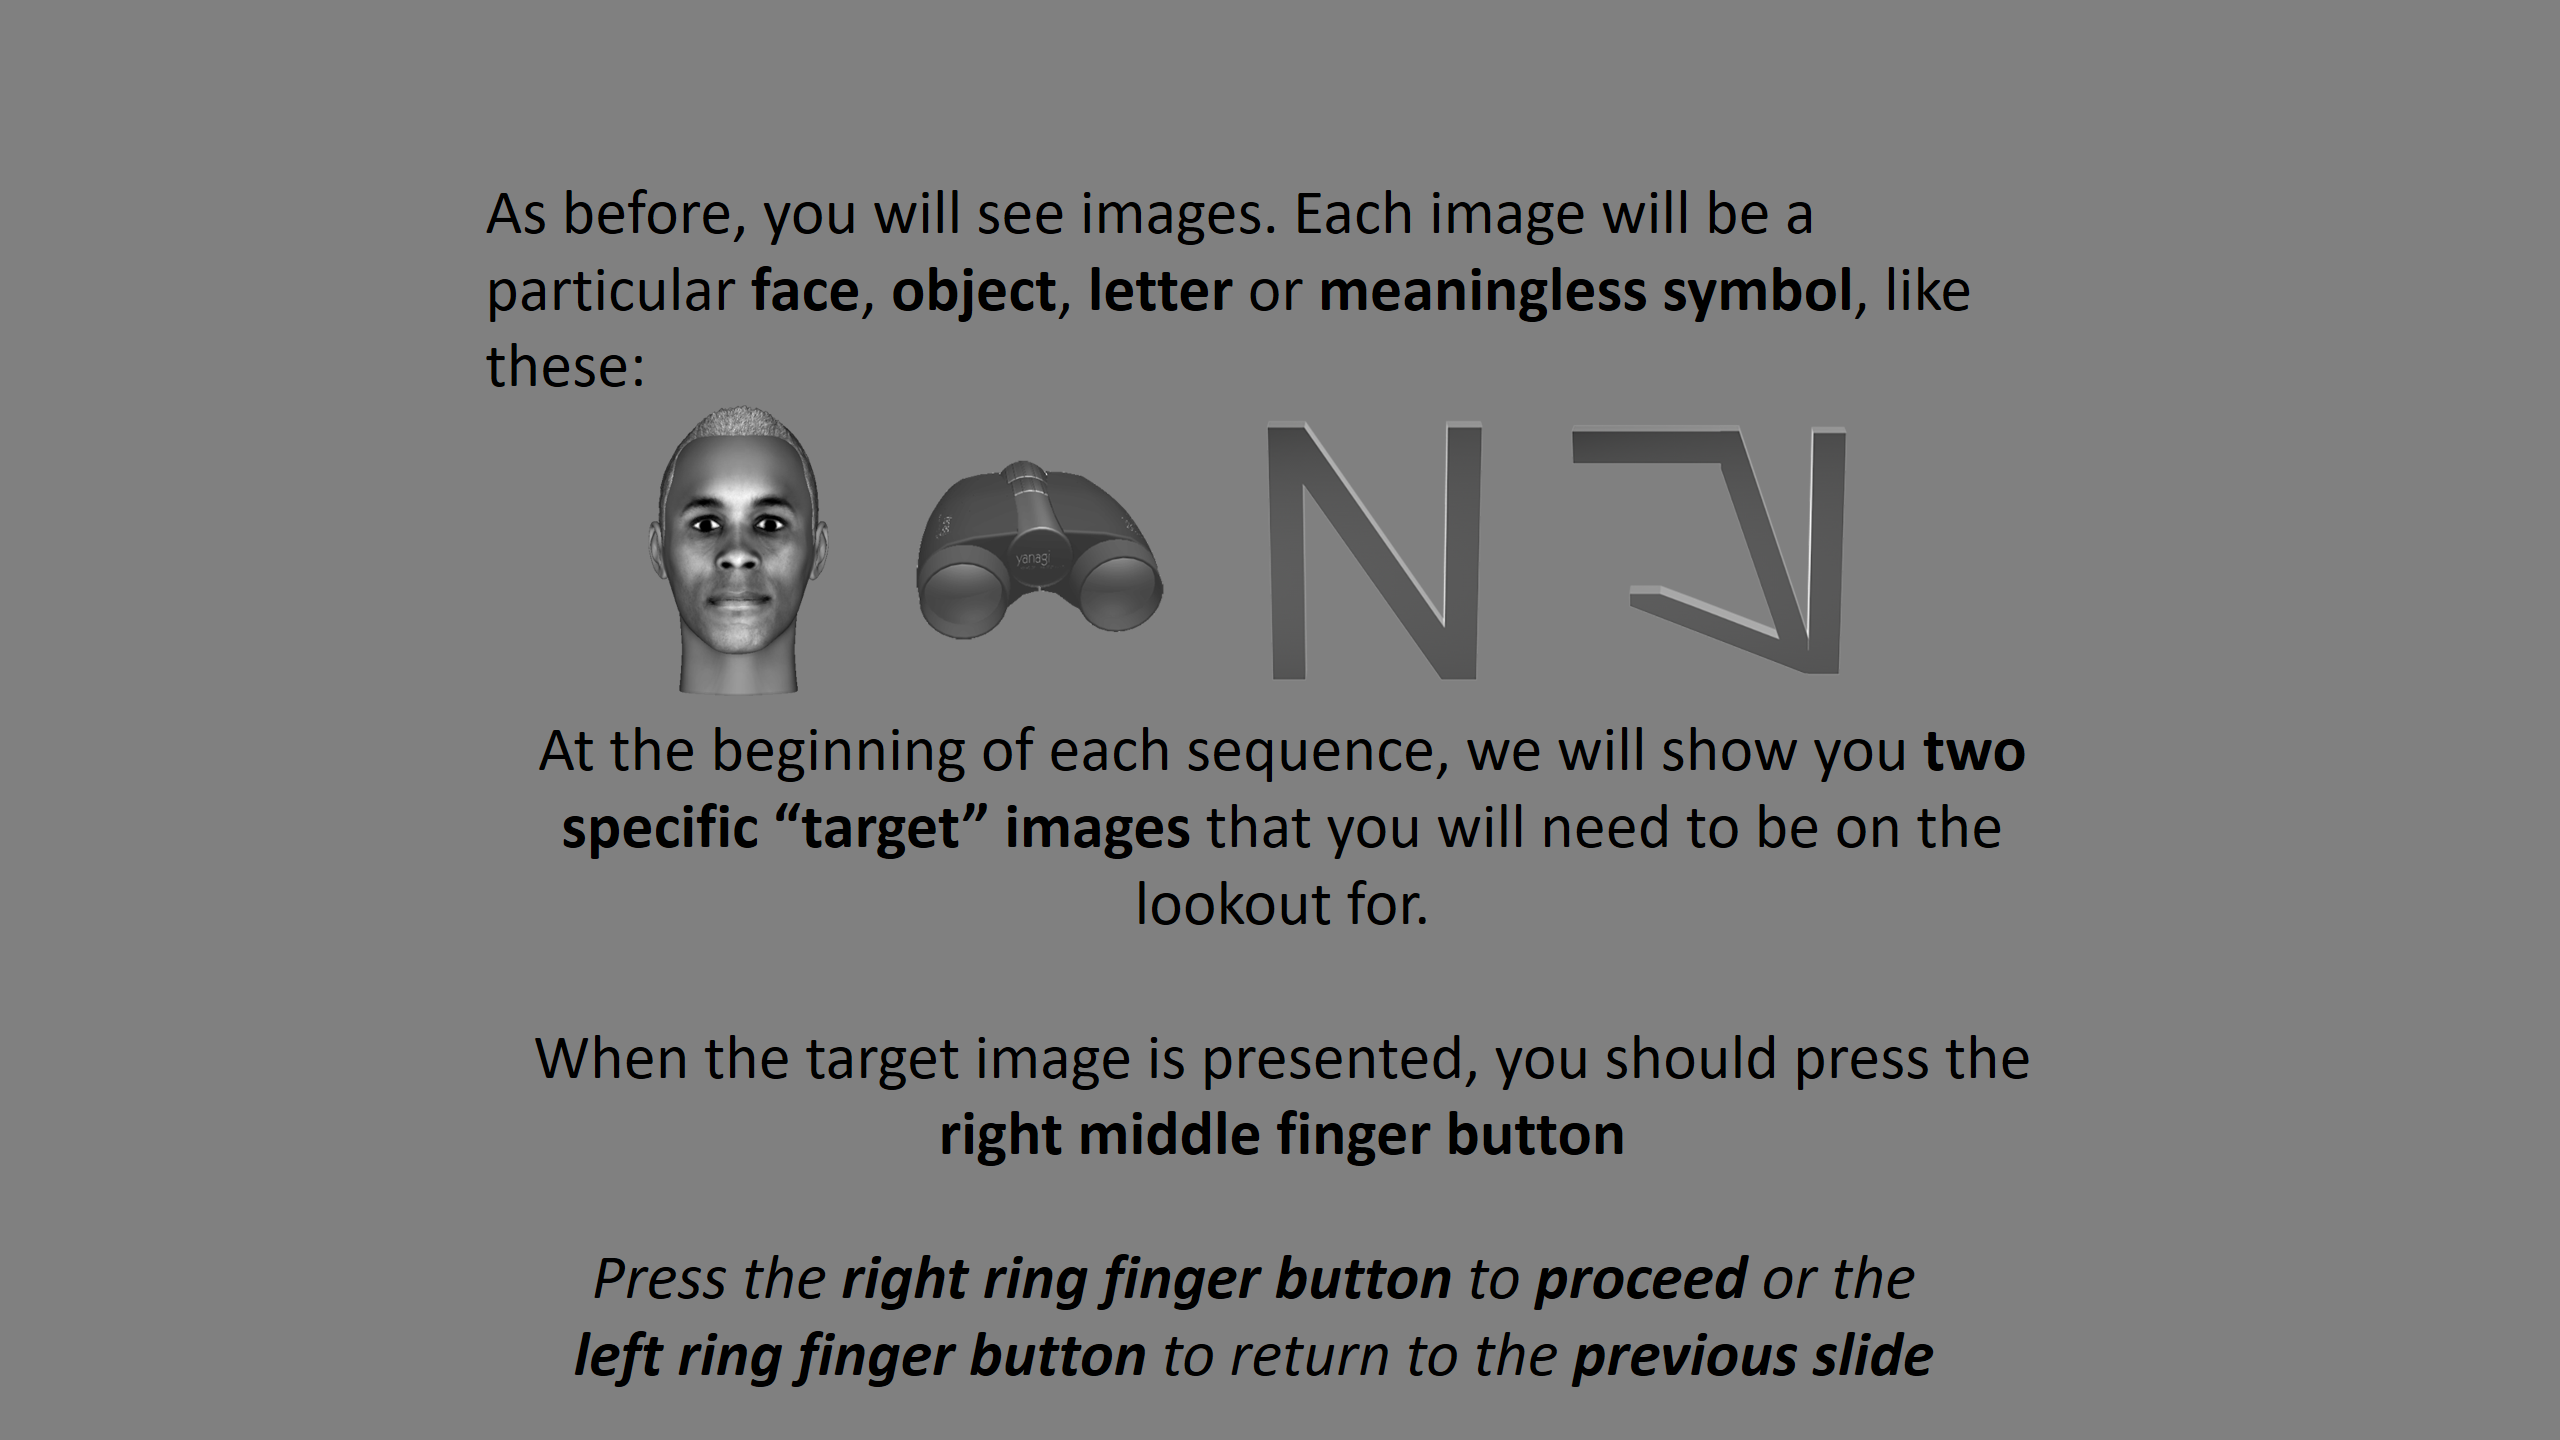 As before, you will see images. Each image will be a
particular face, object, letter or meaningless symbol, like
these:
yanagi
N
At the beginning of each sequence, we will show you two
specific “target” images that you will need to be on the
lookout for.
When the target image is presented, you should press the
right middle finger button
Press the right ring finger button to proceed or the
left ring finger button to return to the previous slide